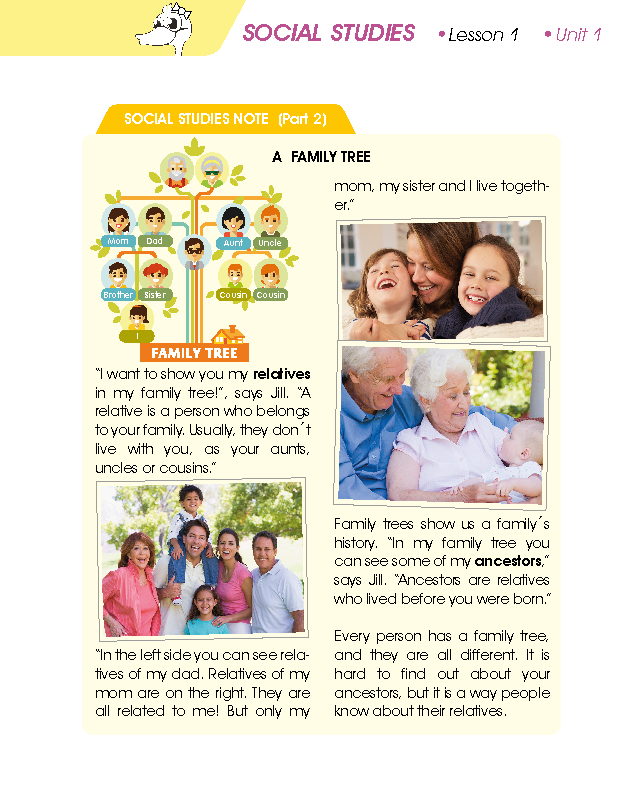 SOCIAL STUDIES • Lesson 1 • Unit 1
SOCIAL STUDIES NOTE (Part 2)
A FAMILY TREE
Mom Dad Aunt Uncle
Brother Sister Cousin Cousin
I
FAMILY TREE
“I want to show you my relatives
in my family tree!”, says Jill. “A
relative is a person who belongs
to your family. Usually, they don´t
live with you, as your aunts,
uncles or cousins.”
“In the left side you can see rela-
tives of my dad. Relatives of my
mom are on the right. They are
all related to me! But only my
mom, my sister and I live togeth-
er.”
Family trees show us a family´s
history. “In my family tree you
can see some of my ancestors,”
says Jill. “Ancestors are relatives
who lived before you were born.”
Every person has a family tree,
and they are all different. It is
hard to find out about your
ancestors, but it is a way people
know about their relatives.